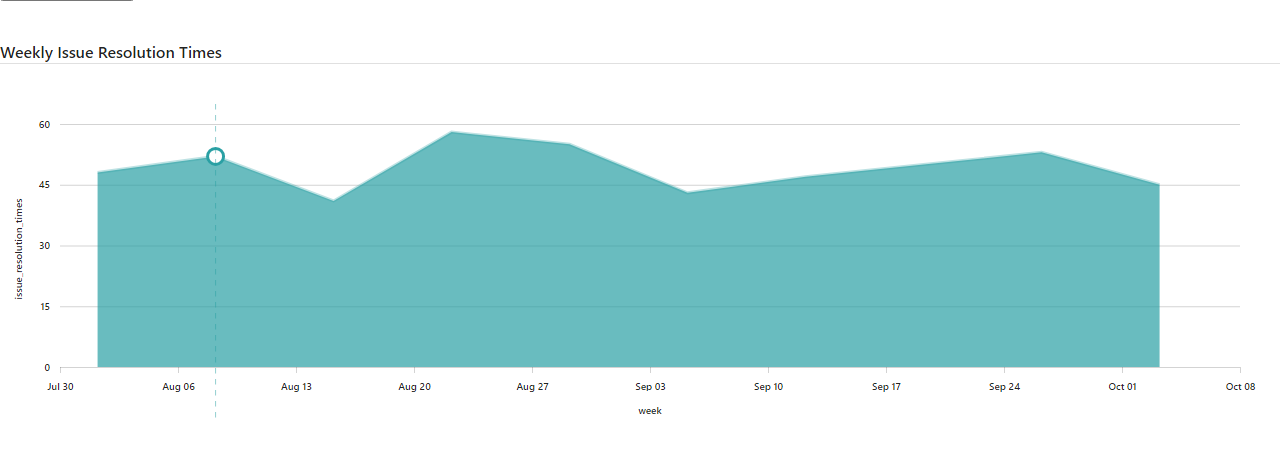 Weekly Issue Resolution Times
60
45
30
15
0
issue_resolution_times
Jul 30 Aug 06 Aug 13 Aug 20 Aug 27 Sep 03 Sep 10 Sep 17 Sep 24 Oct 01 Oct 08
week